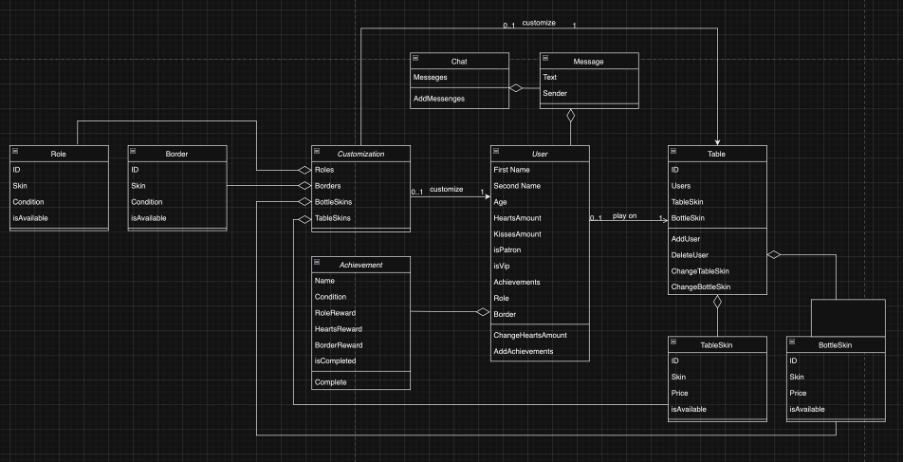 0..1 customize 1
Chat
Messeges
AddMessenges
Message
Text
Sender
Role
ID
Skin
Condition
isAvailable
Border
ID
Skin
Condition
isAvailable
Customization
Roles
Borders
BottleSkins
TableSkins
0..1 customize 1
User
First Name
Second Name
Age
HeartsAmount
KissesAmount
isPatron
isVip
Achievements
Role
Border
ChangeHeartsAmount
AddAchievements
0..1 play on 1
Table
ID
Users
TableSkin
BottleSkin
AddUser
DeleteUser
ChangeTableSkin
ChangeBottleSkin
Achievement
Name
Condition
RoleReward
HeartsReward
BorderReward
isCompleted
Complete
TableSkin
ID
Skin
Price
isAvailable
BottleSkin
ID
Skin
Price
isAvailable